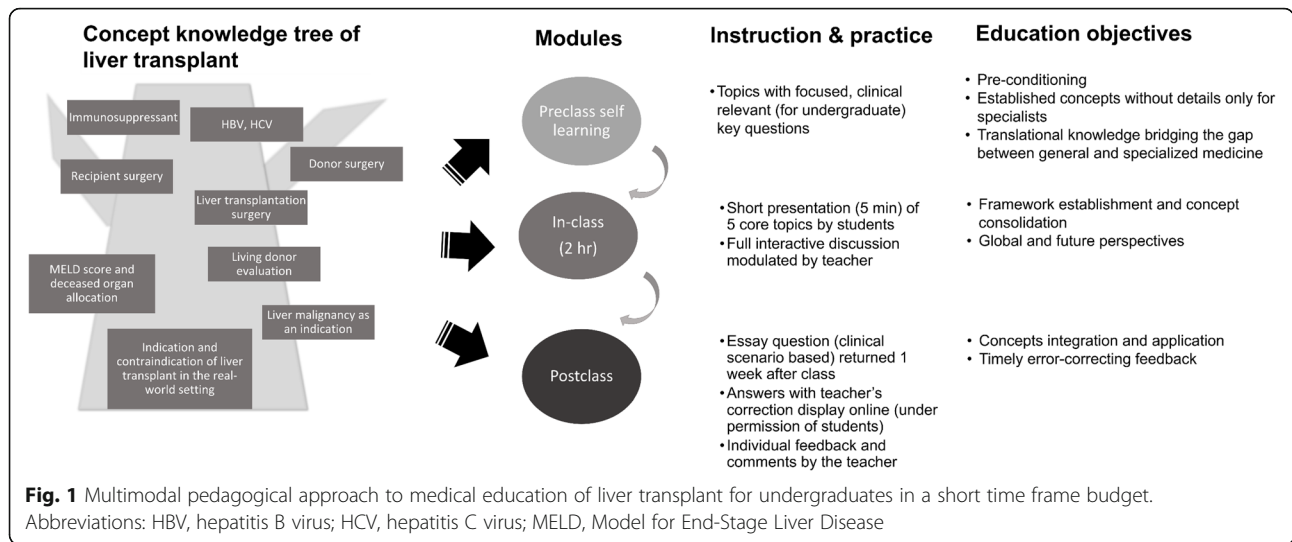 Concept knowledge tree of
liver transplant
Immunosuppressant
HBV, HCV
Donor surgery
Recipient surgery
Liver transplantation
surgery
Living donor
evaluation
MELD score and
deceased organ
allocation
Liver malignancy as
an indication
Indication and
contraindication of liver
transplant in the real-
world setting
Modules
Preclass self
learning
In-class
(2 hr)
Postclass
Instruction & practice
•Topics with focused, clinical
relevant (for undergraduate)
key questions
•Short presentation (5 min) of
5 core topics by students
•Full interactive discussion
modulated by teacher
•Essay question (clinical
scenario based) returned 1
week after class
•Answers with teacher's
correction display online (under
permission of students)
•Individual feedback and
comments by the teacher
Education objectives
• Pre-conditioning
• Established concepts without details only for
specialists
• Translational knowledge bridging the gap
between general and specialized medicine
• Framework establishment and concept
consolidation
• Global and future perspectives
• Concepts integration and application
• Timely error-correcting feedback
Fig. 1 Multimodal pedagogical approach to medical education of liver transplant for undergraduates in a short time frame budget.
Abbreviations: HBV, hepatitis B virus; HCV, hepatitis C virus; MELD, Model for End-Stage Liver Disease